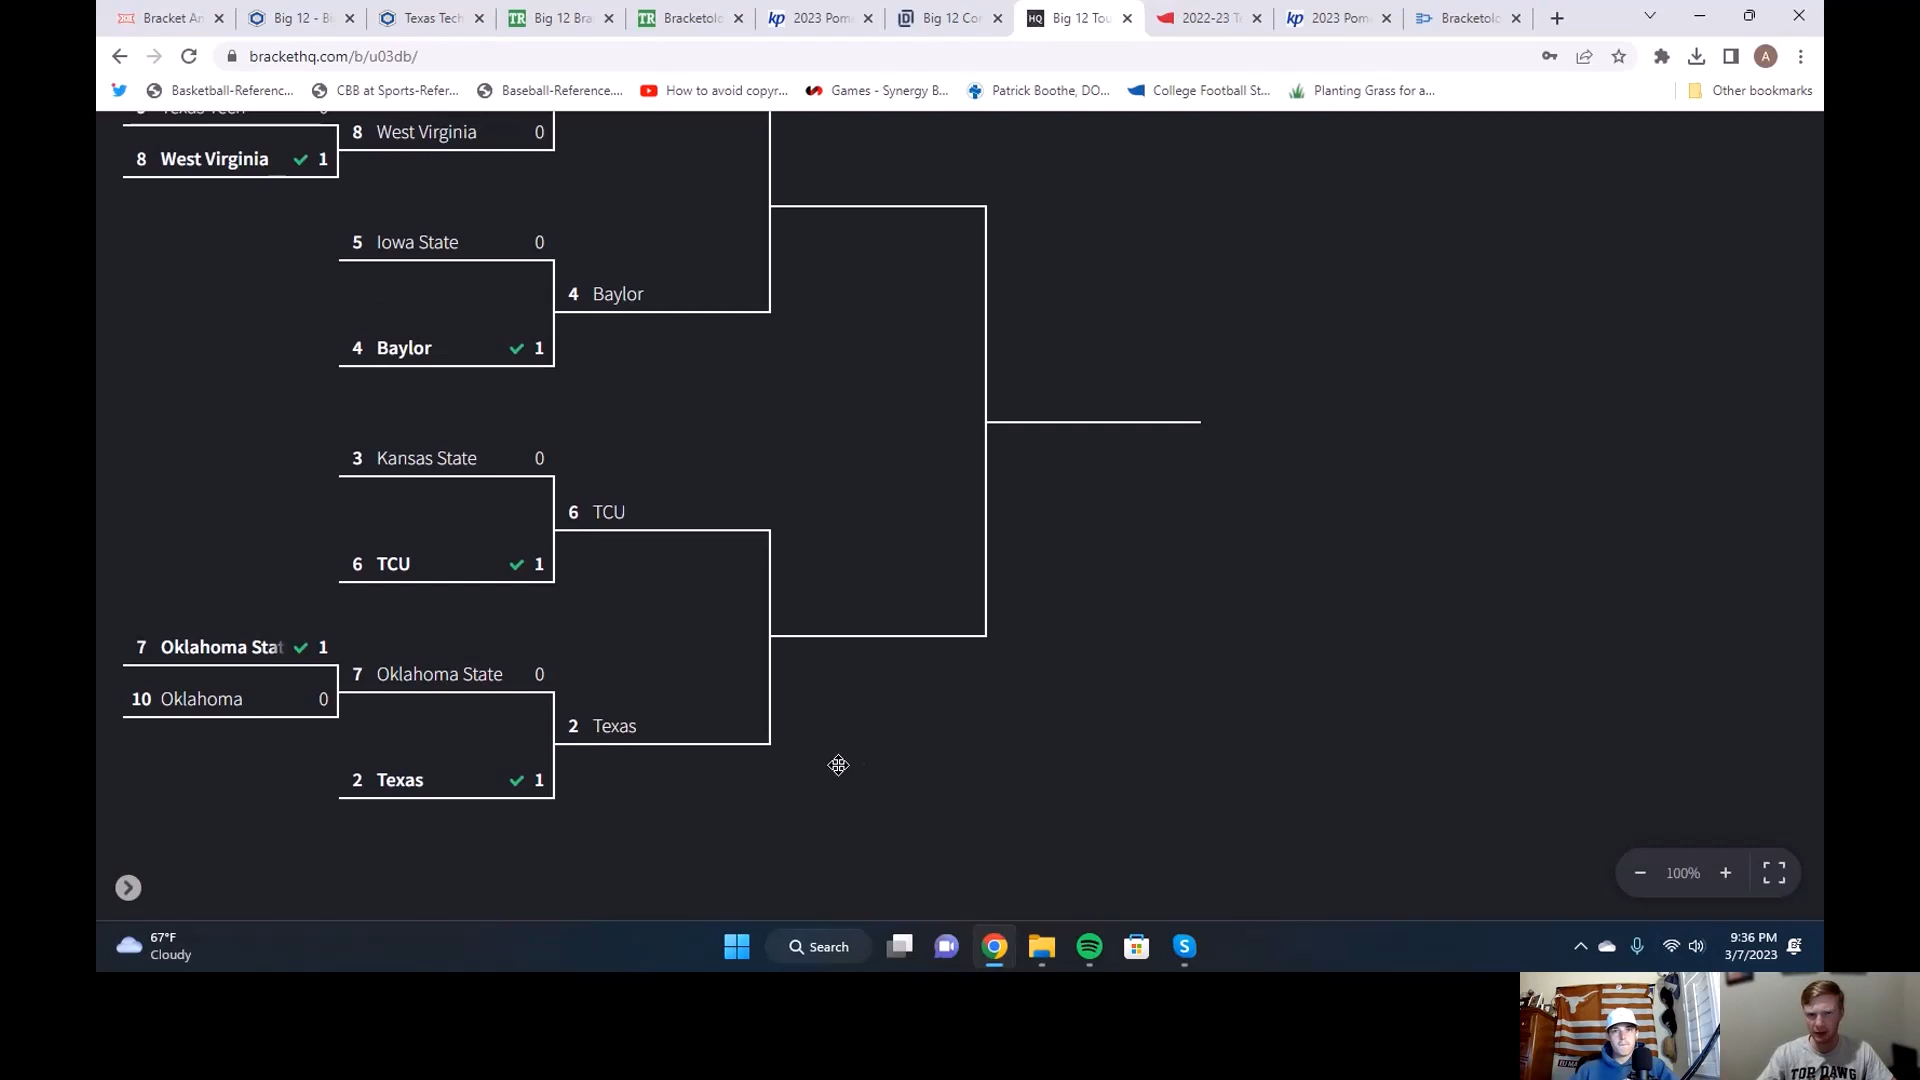 Bracket An
Big 12 - Bi
Texas Tech
Big 12 Bra
Bracketolo
2023 Pom
Big 12 Co
Big 12 Tou
2022-23 T
2023 Pom
Bracketolo
brackethq.com/b/u03db/
A
Basketball-Referenc...
CBB at Sports-Refer...
Baseball-Reference....
How to avoid copyr...
Games - Synergy B...
Patrick Boothe, DO...
College Football St...
Planting Grass for a...
Other bookmarks
Texas Tech
8 West Virginia 0
8 West Virginia 1
5 Iowa State 0
4 Baylor
4 Baylor 1
3 Kansas State 0
6 TCU
6 TCU 1
7 Oklahoma Stat 1
7 Oklahoma State 0
10 Oklahoma 0
2 Texas
2 Texas 1
100%
67°F
Cloudy
Search
9:36 PM
3/7/2023
TOR DAWG